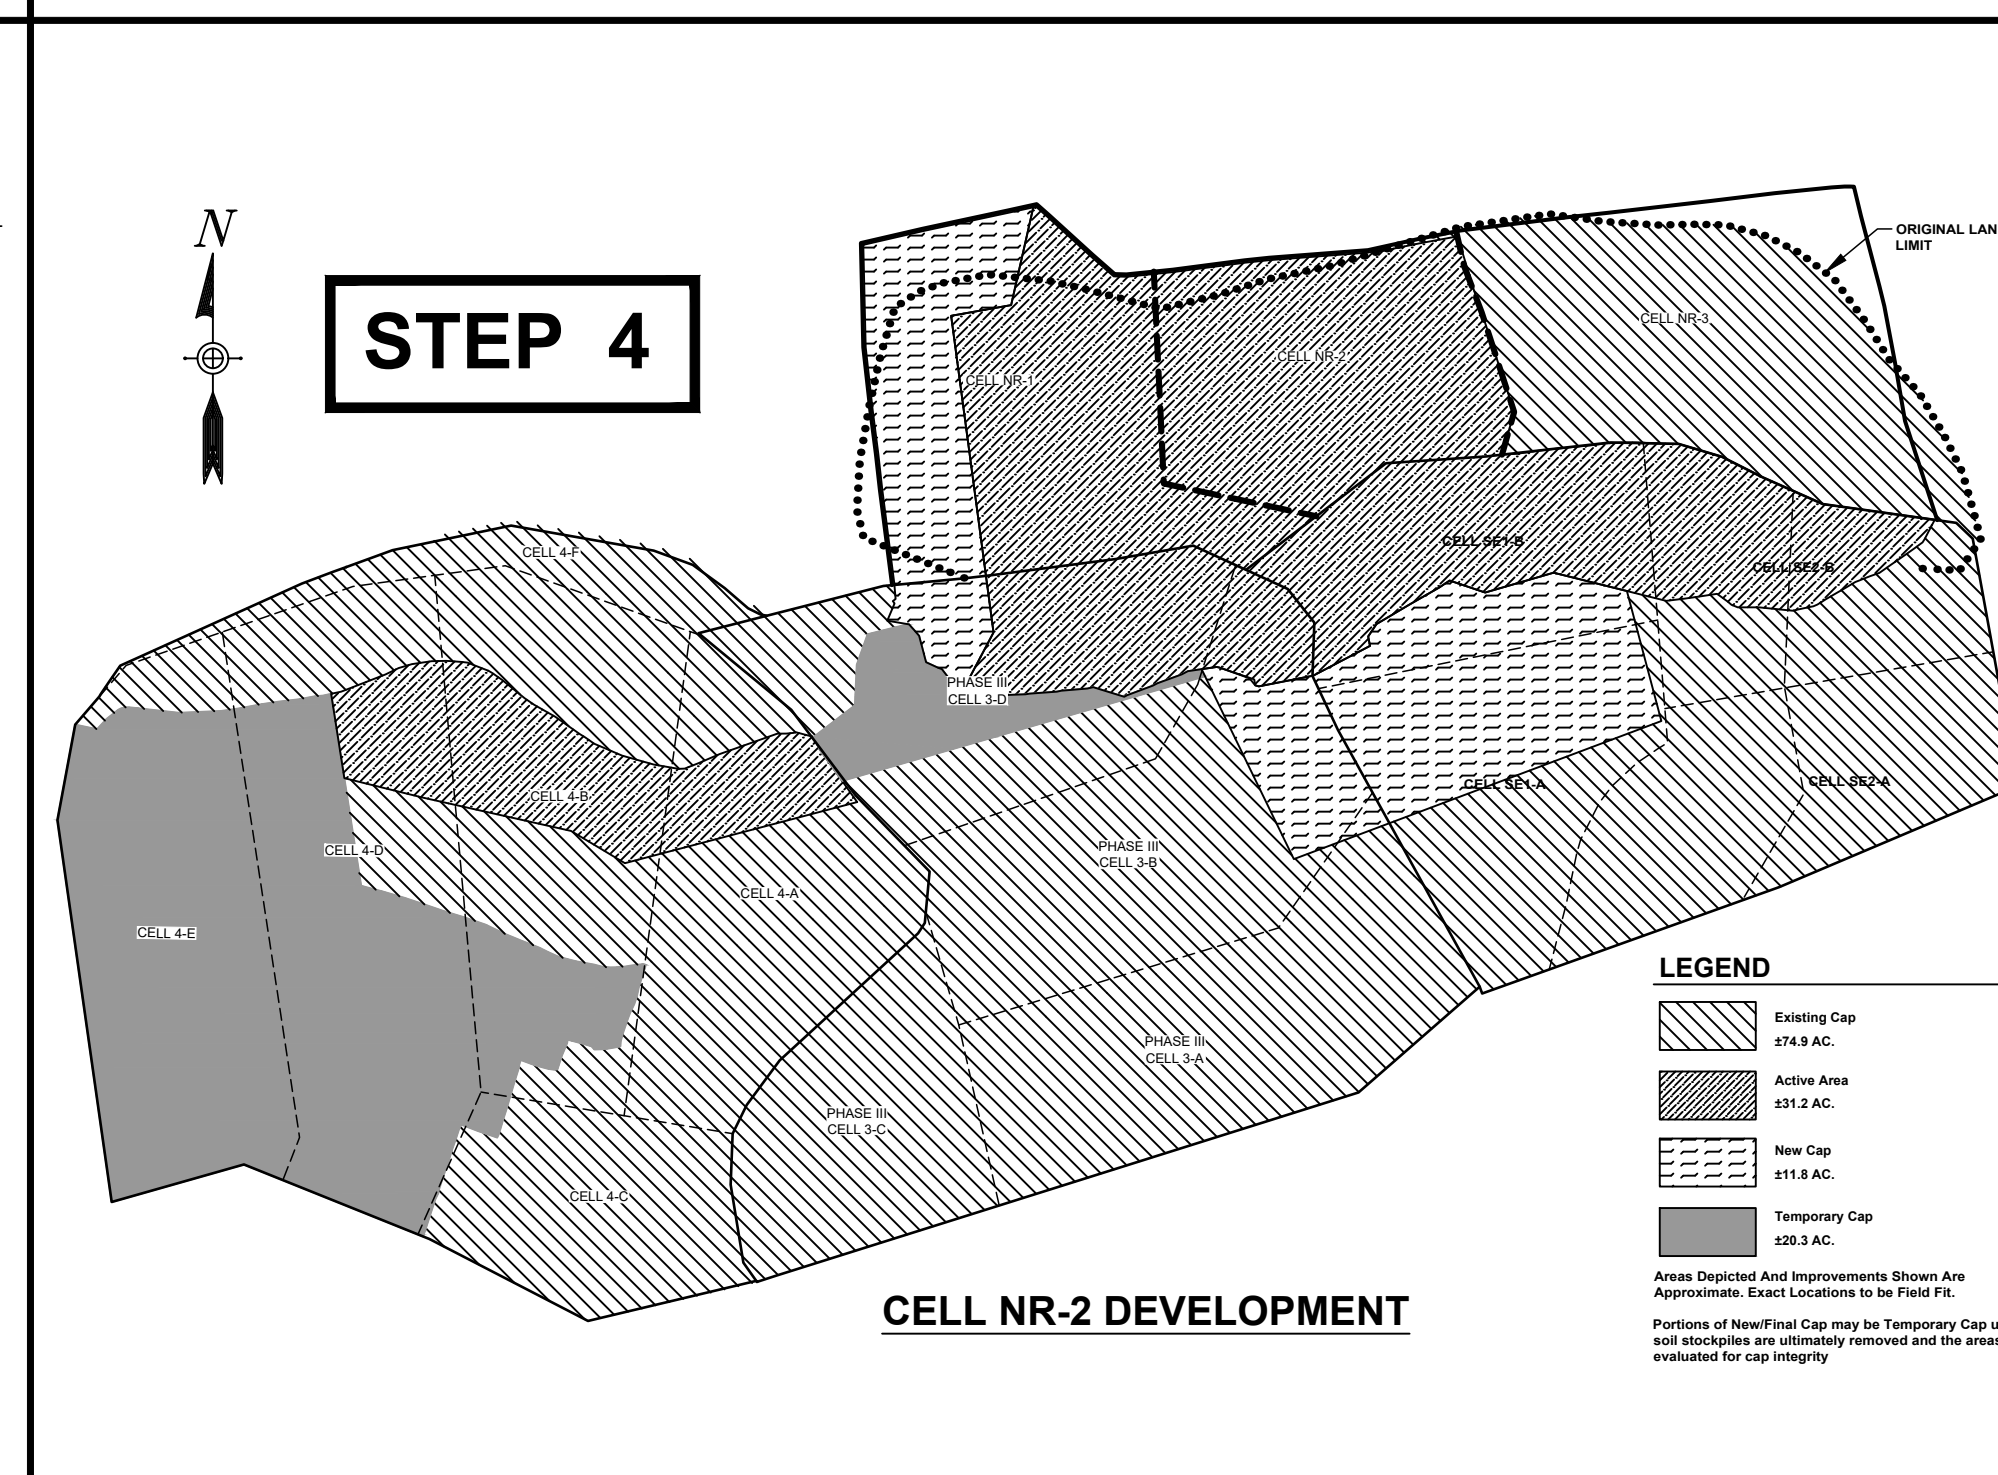 N
STEP 4
ORIGINAL LAN
LIMIT
CELL NR-3
CELL NR-2
CELL NR-1
CELL 4-F
CELL SE1-B
CELL SE2-B
PHASE III
CELL 3-D
CELL 4-B
CELL SE1-A
CELL SE2-A
CELL 4-D
PHASE III
CELL 3-B
CELL 4-A
CELL 4-E
PHASE III
CELL 3-A
PHASE III
CELL 3-C
CELL 4-C
LEGEND
Existing Cap
±74.9 AC.
Active Area
±31.2 AC.
New Cap
±11.8 AC.
Temporary Cap
±20.3 AC.
Areas Depicted And Improvements Shown Are
Approximate. Exact Locations to be Field Fit.
Portions of New/Final Cap may be Temporary Cap u
soil stockpiles are ultimately removed and the areas
evaluated for cap integrity
CELL NR-2 DEVELOPMENT